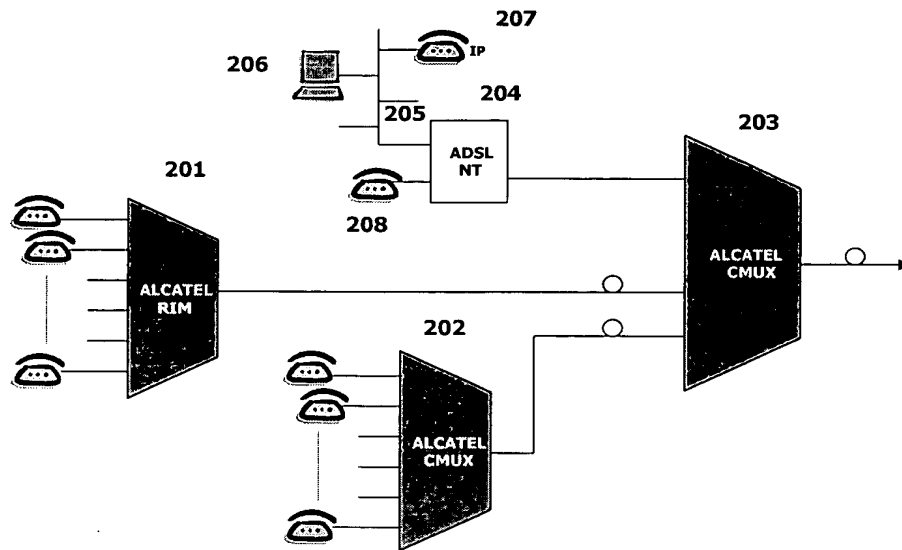 207
IP
206
204
205
203
ADSL
NT
201
208
ALCATEL
CMUX
ALCATEL
RIM
202
ALCATEL
CMUX